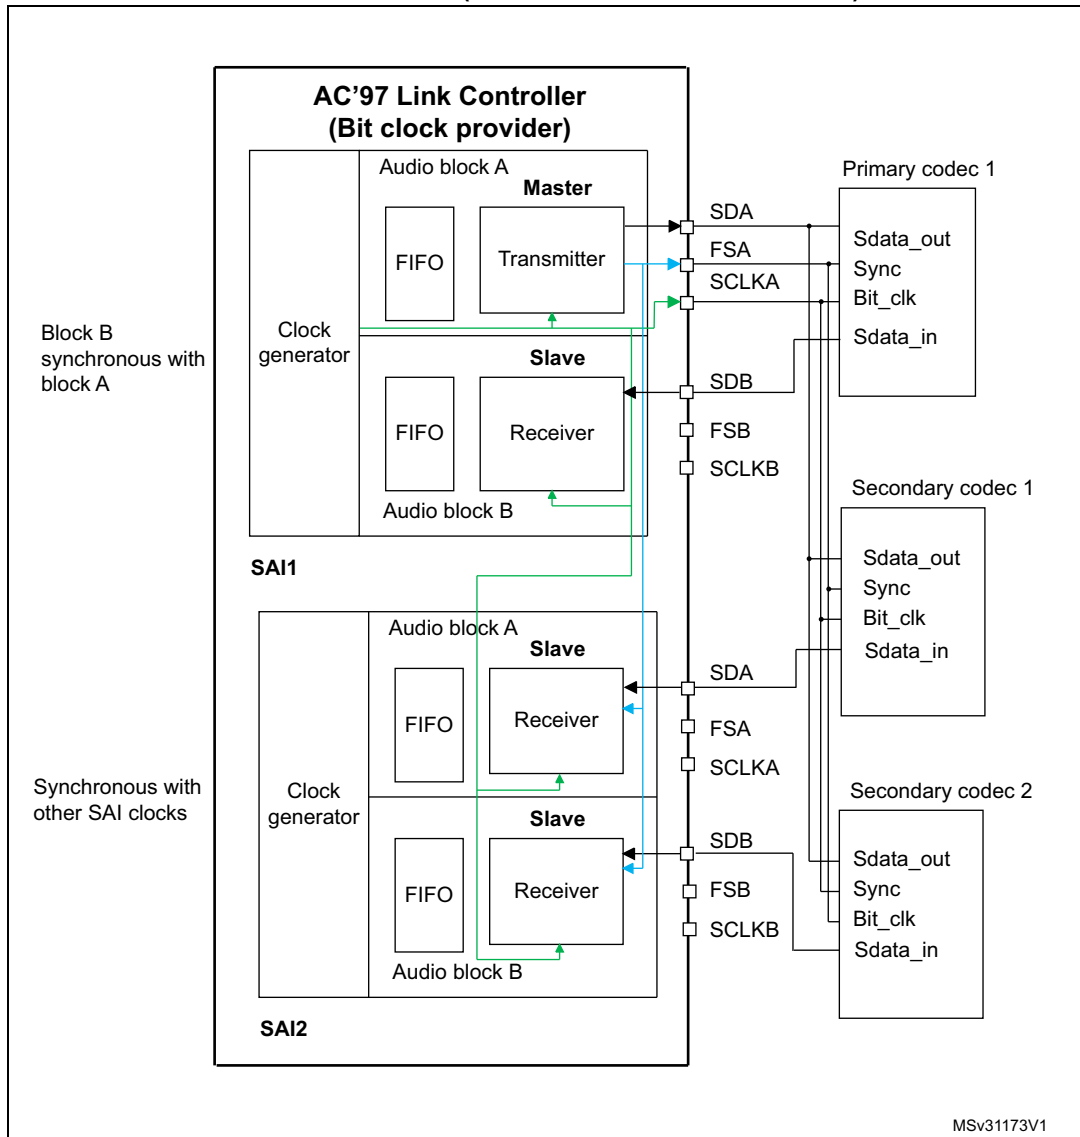 AC'97 Link Controller
(Bit clock provider)
Audio block A
Master
Primary codec 1
SDA
FIFO
Transmitter
FSA
SCLKA
Sdata_out
Sync
Bit_clk
Sdata_in
Block B
synchronous with
block A
Clock
generator
Slave
SDB
FIFO
Receiver
FSB
SCLKB
Audio block B
SAI1
Secondary codec 1
Sdata_out
Sync
Bit_clk
Sdata_in
Audio block A
Slave
SDA
FIFO
Receiver
FSA
SCLKA
Synchronous with
other SAI clocks
Clock
generator
Secondary codec 2
Slave
SDB
FIFO
Receiver
FSB
SCLKB
Sdata_out
Sync
Bit_clk
Sdata_in
Audio block B
SAI2
MSv31173V1